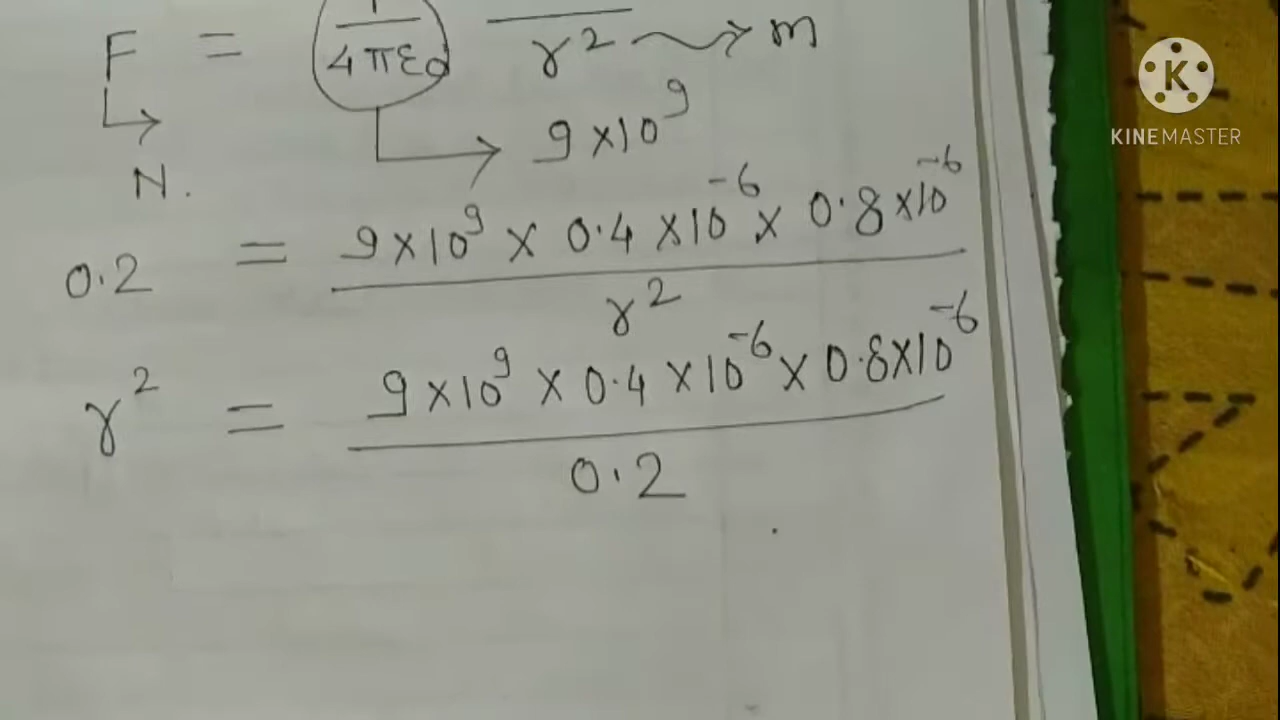 F = 1/4πε0 /r² → m
→ 9×10⁹
→ N.
0.2 = 9×10⁹ × 0.4 ×10⁻⁶ × 0.8×10⁻⁶ / r²
r² = 9×10⁹ × 0.4 ×10⁻⁶ × 0.8×10⁻⁶ / 0.2
K
KINEMASTER